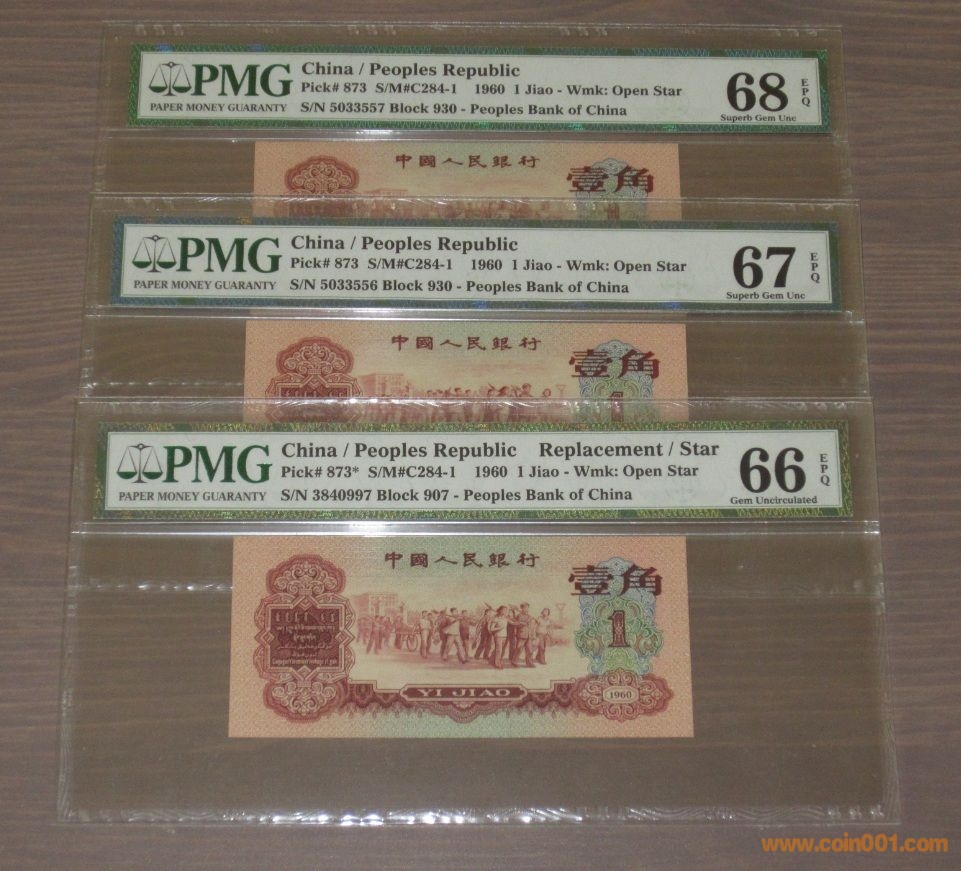 PMG
PAPER MONEY GUARANTY
China / Peoples Republic
Pick# 873 S/M#C284-1 1960 1 Jiao - Wmk: Open Star
S/N 5033557 Block 930 - Peoples Bank of China
68
EPQ
Superb Gem Unc
中國人民銀行
壹角
PMG
PAPER MONEY GUARANTY
China / Peoples Republic
Pick# 873 S/M#C284-1 1960 1 Jiao - Wmk: Open Star
S/N 5033556 Block 930 - Peoples Bank of China
67
EPQ
Superb Gem Unc
中國人民銀行
壹角
1
PMG
PAPER MONEY GUARANTY
China / Peoples Republic Replacement / Star
Pick# 873* S/M#C284-1 1960 1 Jiao - Wmk: Open Star
S/N 3840997 Block 907 - Peoples Bank of China
66
EPQ
Gem Uncirculated
中國人民銀行
壹角
1
YI JIAO
1960
www.coin001.com